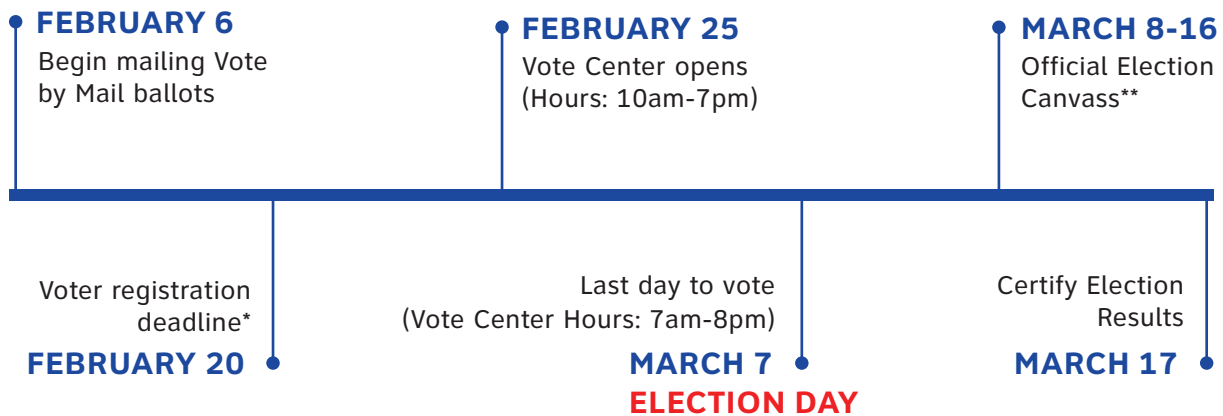 FEBRUARY 6
Begin mailing Vote
by Mail ballots
FEBRUARY 25
Vote Center opens
(Hours: 10am-7pm)
MARCH 8-16
Official Election
Canvass**
Voter registration
deadline*
FEBRUARY 20
Last day to vote
(Vote Center Hours: 7am-8pm)
MARCH 7
ELECTION DAY
Certify Election
Results
MARCH 17